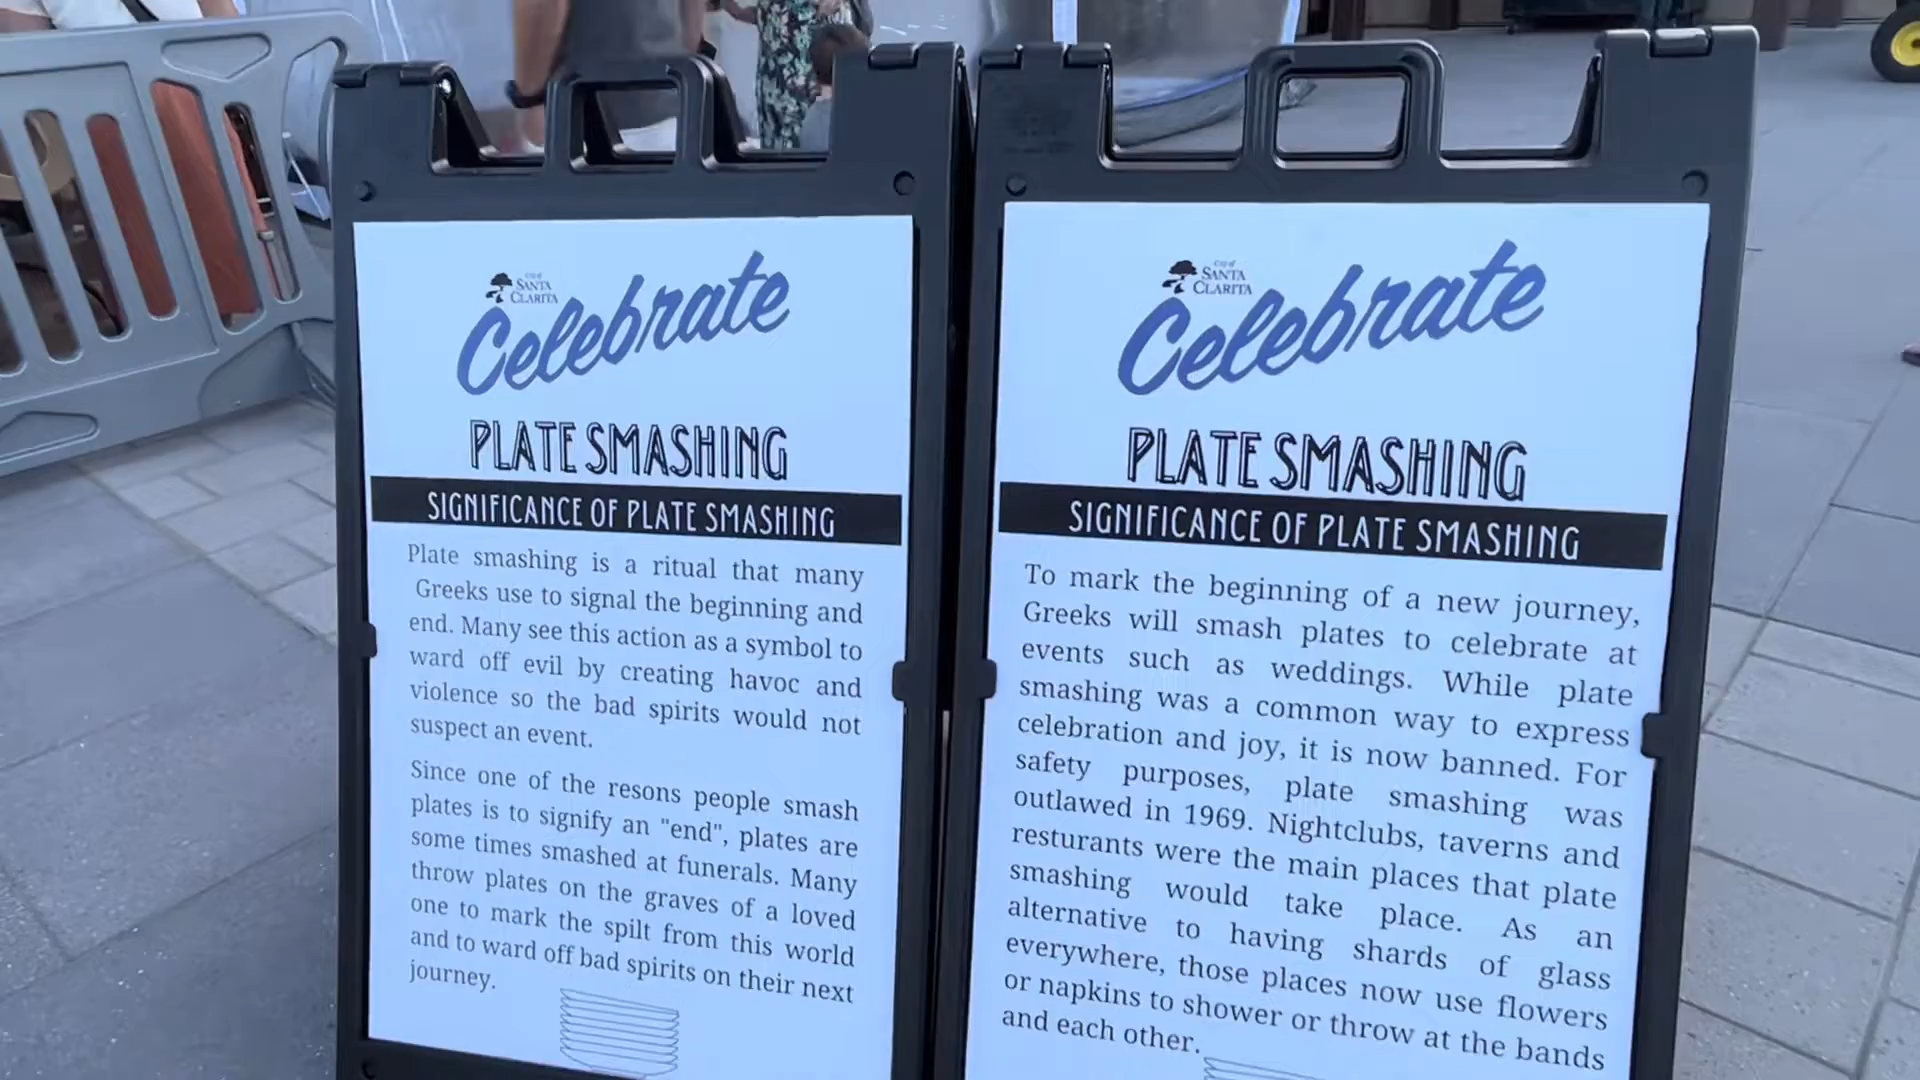 City of
SANTA
CLARITA
Celebrate
PLATE SMASHING
SIGNIFICANCE OF PLATE SMASHING
Plate smashing is a ritual that many
Greeks use to signal the beginning and
end. Many see this action as a symbol to
ward off evil by creating havoc and
violence so the bad spirits would not
suspect an event.
Since one of the resons people smash
plates is to signify an "end", plates are
some times smashed at funerals. Many
throw plates on the graves of a loved
one to mark the spilt from this world
and to ward off bad spirits on their next
journey.
City of
SANTA
CLARITA
Celebrate
PLATE SMASHING
SIGNIFICANCE OF PLATE SMASHING
To mark the beginning of a new journey,
Greeks will smash plates to celebrate at
events such as weddings. While plate
smashing was a common way to express
celebration and joy, it is now banned. For
safety purposes, plate smashing was
outlawed in 1969. Nightclubs, taverns and
resturants were the main places that plate
smashing would take place. As an
alternative to having shards of glass
everywhere, those places now use flowers
or napkins to shower or throw at the bands
and each other.